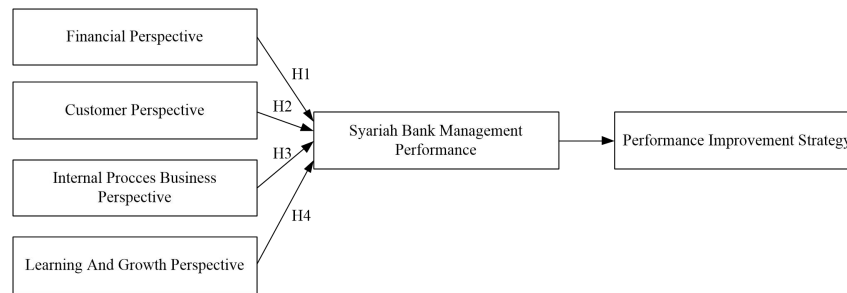 Financial Perspective
H1
Customer Perspective
H2
Syariah Bank Management
Performance
Performance Improvement Strategy
H3
Internal Procces Business
Perspective
H4
Learning And Growth Perspective